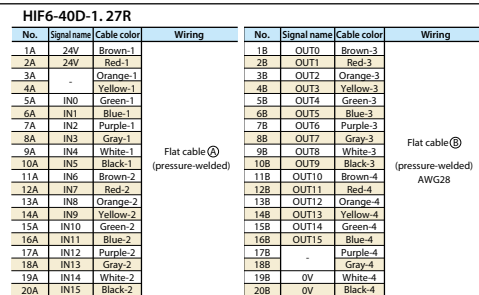 HIF6-40D-1.27R
No. Signal name Cable color Wiring No. Signal name Cable color Wiring
1A 24V Brown-1 1B OUT0 Brown-3
2A 24V Red-1 2B OUT1 Red-3
3A - Orange-1 3B OUT2 Orange-3
4A Yellow-1 4B OUT3 Yellow-3
5A IN0 Green-1 5B OUT4 Green-3
6A IN1 Blue-1 6B OUT5 Blue-3
7A IN2 Purple-1 7B OUT6 Purple-3
8A IN3 Gray-1 8B OUT7 Gray-3
9A IN4 White-1 Flat cable Ⓐ 9B OUT8 White-3 Flat cable Ⓑ
10A IN5 Black-1 (pressure-welded) 10B OUT9 Black-3 (pressure-welded)
11A IN6 Brown-2 11B OUT10 Brown-4 AWG28
12A IN7 Red-2 12B OUT11 Red-4
13A IN8 Orange-2 13B OUT12 Orange-4
14A IN9 Yellow-2 14B OUT13 Yellow-4
15A IN10 Green-2 15B OUT14 Green-4
16A IN11 Blue-2 16B OUT15 Blue-4
17A IN12 Purple-2 17B - Purple-4
18A IN13 Gray-2 18B Gray-4
19A IN14 White-2 19B 0V White-4
20A IN15 Black-2 20B 0V Black-4